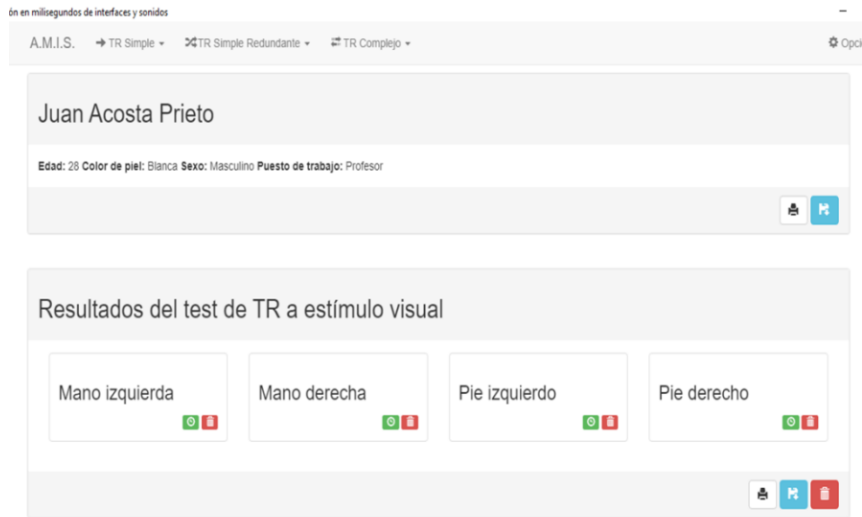 ón en milisegundos de interfaces y sonidos
A.M.I.S. TR Simple TR Simple Redundante TR Complejo Opci
Juan Acosta Prieto
Edad: 28 Color de piel: Blanca Sexo: Masculino Puesto de trabajo: Profesor
Resultados del test de TR a estímulo visual
Mano izquierda Mano derecha Pie izquierdo Pie derecho